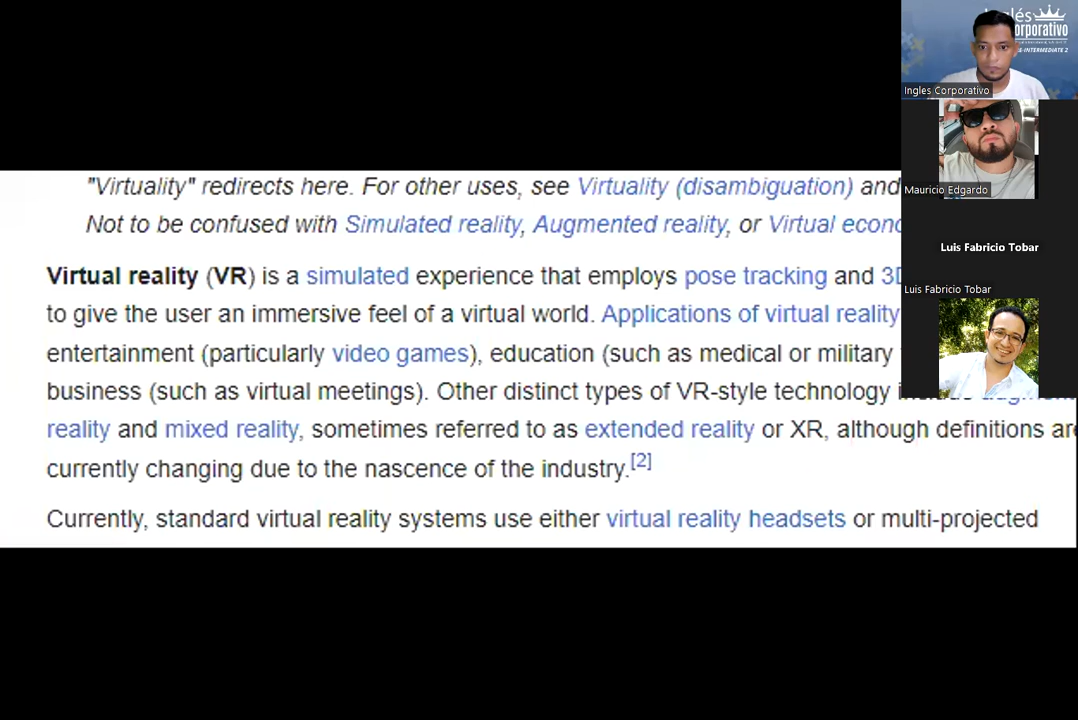 "Virtuality" redirects here. For other uses, see Virtuality (disambiguation) and
Not to be confused with Simulated reality, Augmented reality, or Virtual econ
Virtual reality (VR) is a simulated experience that employs pose tracking and 3D
to give the user an immersive feel of a virtual world. Applications of virtual reality
entertainment (particularly video games), education (such as medical or military
business (such as virtual meetings). Other distinct types of VR-style technology
reality and mixed reality, sometimes referred to as extended reality or XR, although definitions are
currently changing due to the nascence of the industry.[2]
Currently, standard virtual reality systems use either virtual reality headsets or multi-projected
Ingles Corporativo
Mauricio Edgardo
Luis Fabricio Tobar
Luis Fabricio Tobar